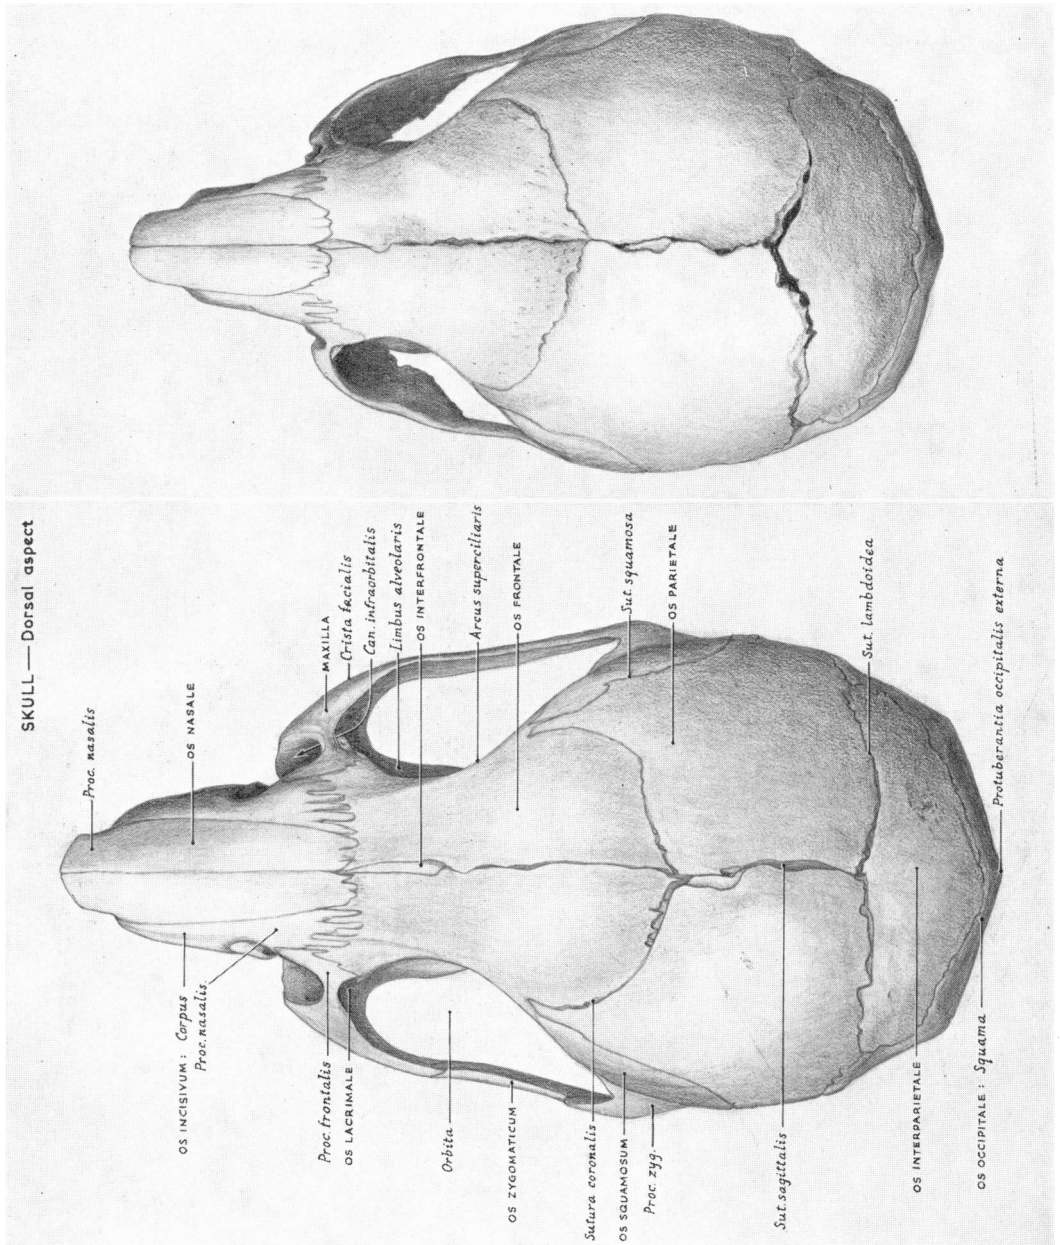 SKULL — Dorsal aspect
Proc. nasalis
OS NASALE
MAXILLA
Crista facialis
Can. infraorbitalis
Limbus alveolaris
OS INTERFRONTALE
Arcus superciliaris
OS FRONTALE
Sut. squamosa
OS PARIETALE
Sut. lambdoidea
Protuberantia occipitalis externa
OS INCISIVUM : Corpus
Proc. nasalis.
Proc. frontalis
OS LACRIMALE
Orbita
OS ZYGOMATICUM
Sutura coronalis
OS SQUAMOSUM
Proc. zyg.
Sut. sagittalis
OS INTERPARIETALE
OS OCCIPITALE : Squama